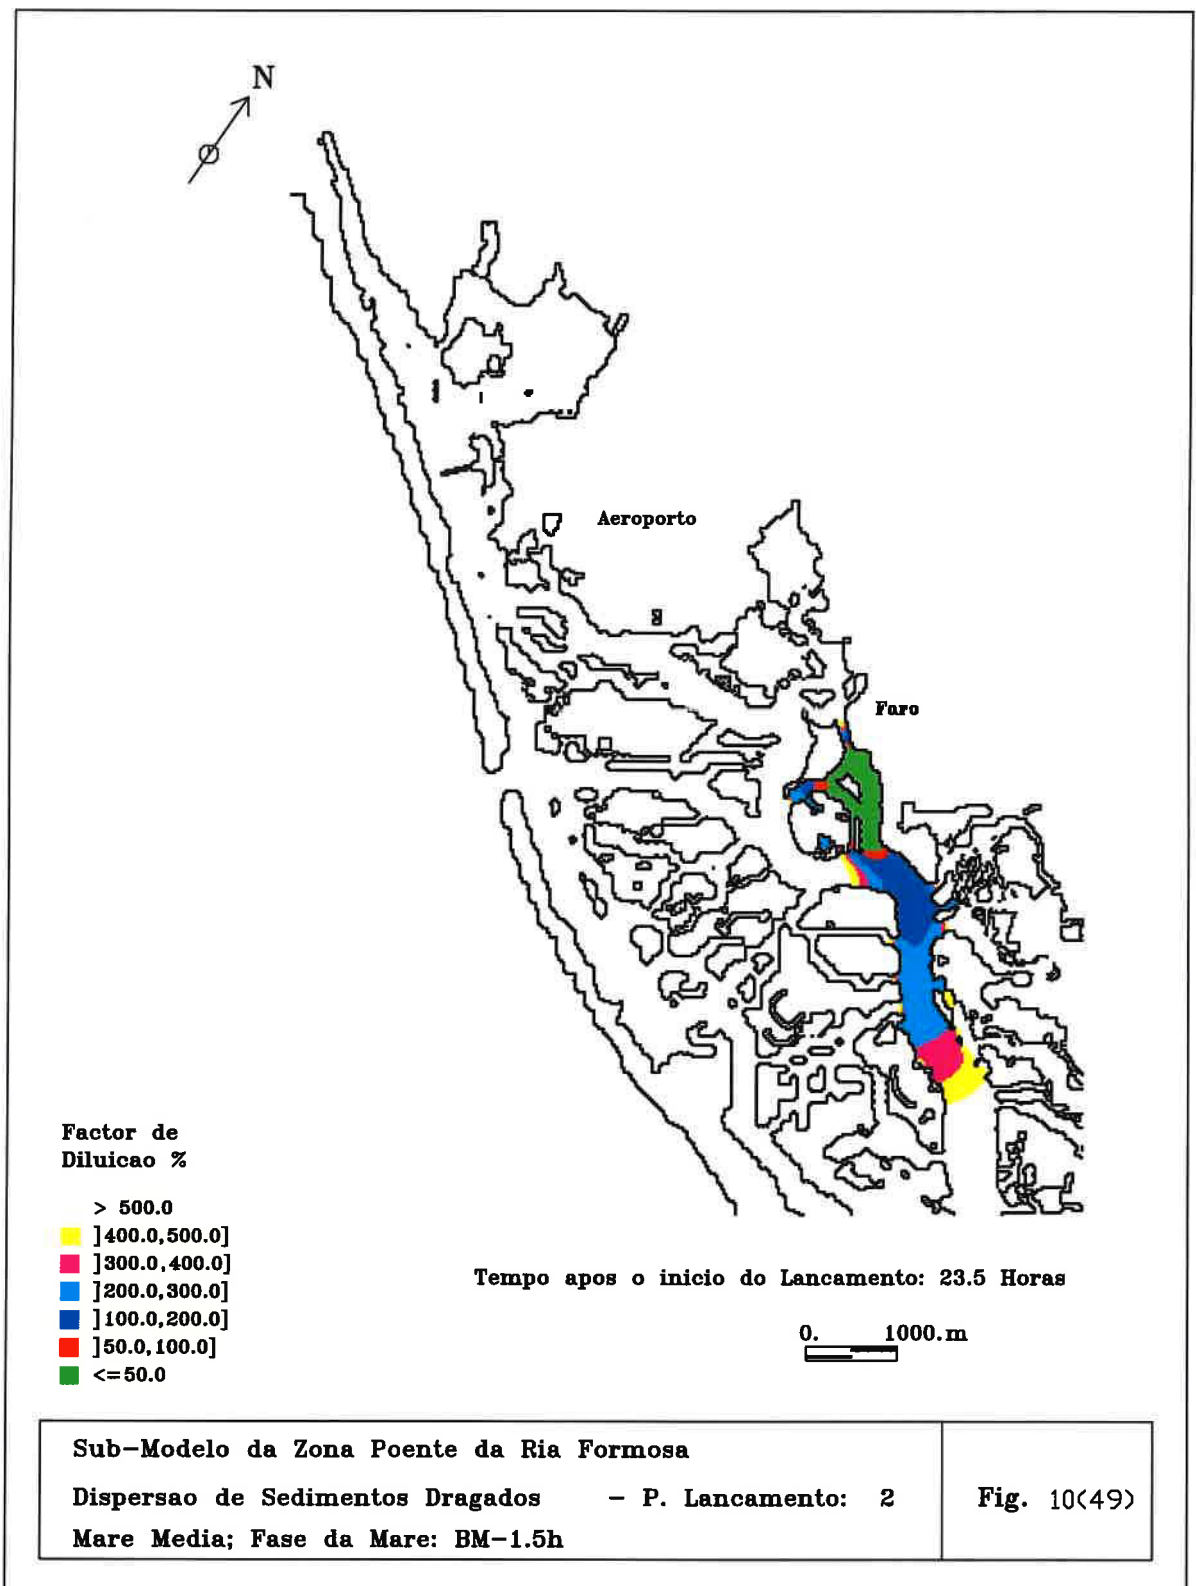 N
Aeroporto
Faro
Factor de
Diluicao %
> 500.0
]400.0,500.0]
]300.0,400.0]
]200.0,300.0]
]100.0,200.0]
]50.0,100.0]
<=50.0
Tempo apos o inicio do Lancamento: 23.5 Horas
0. 1000.m
Sub-Modelo da Zona Poente da Ria Formosa
Dispersao de Sedimentos Dragados - P. Lancamento: 2
Mare Media; Fase da Mare: BM-1.5h
Fig. 10(49)